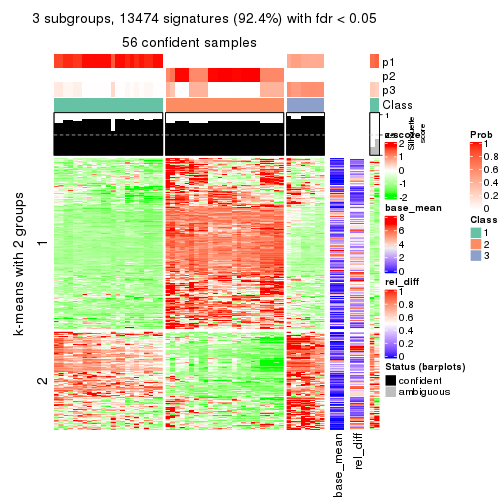 3 subgroups, 13474 signatures (92.4%) with fdr < 0.05
56 confident samples
p1
p2
p3
Class
1
Silhouette
score
z-score
2
1
0
-1
-2
base_mean
8
6
4
2
0
rel_diff
1
0.8
0.6
0.4
0.2
0
Prob
1
0.8
0.6
0.4
0.2
0
Class
1
2
3
Status (barplots)
confident
ambiguous
k-means with 2 groups
1
2
base_mean
rel_diff